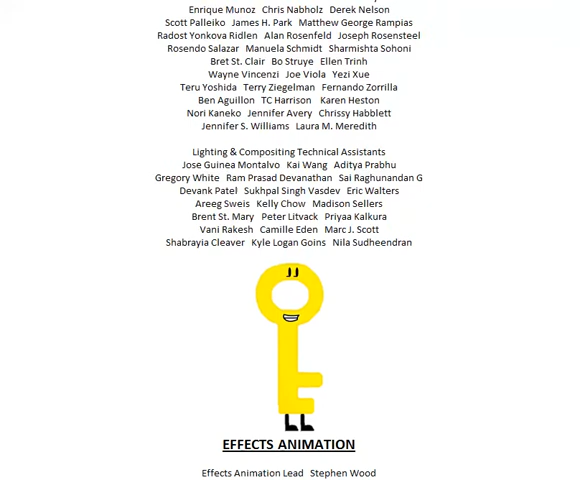 Enrique Munoz Chris Nabholz Derek Nelson
Scott Palleiko James H. Park Matthew George Rampias
Radost Yonkova Ridlen Alan Rosenfeld Joseph Rosensteel
Rosendo Salazar Manuela Schmidt Sharmishta Sohoni
Bret St. Clair Bo Struye Ellen Trinh
Wayne Vincenzi Joe Viola Yezi Xue
Teru Yoshida Terry Ziegelman Fernando Zorrilla
Ben Aguillon TC Harrison Karen Heston
Nori Kaneko Jennifer Avery Chrissy Habblett
Jennifer S. Williams Laura M. Meredith
Lighting & Compositing Technical Assistants
Jose Guinea Montalvo Kai Wang Aditya Prabhu
Gregory White Ram Prasad Devanathan Sai Raghunandan G
Devank Patel Sukhpal Singh Vasdev Eric Walters
Areeg Sweis Kelly Chow Madison Sellers
Brent St. Mary Peter Litvack Priyaa Kalkura
Vani Rakesh Camille Eden Marc J. Scott
Shabrayia Cleaver Kyle Logan Goins Nila Sudheendran
EFFECTS ANIMATION
Effects Animation Lead Stephen Wood